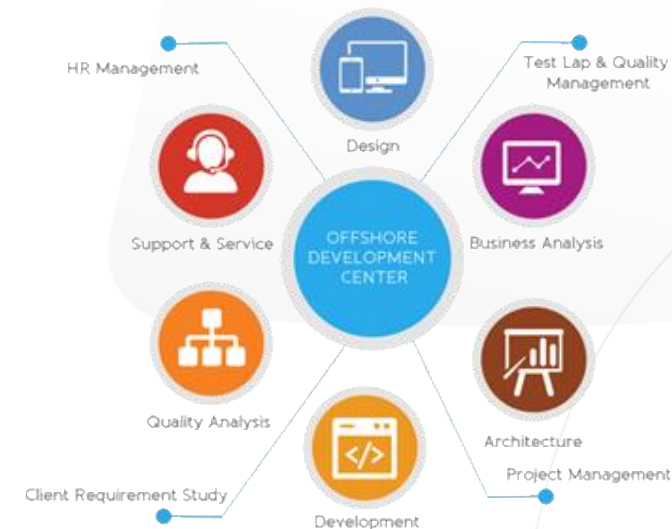 HR Management
Test Lap & Quality
Management
Design
Support & Service
OFFSHORE
DEVELOPMENT
CENTER
Business Analysis
Quality Analysis
Architecture
Project Management
Client Requirement Study
Development
</>